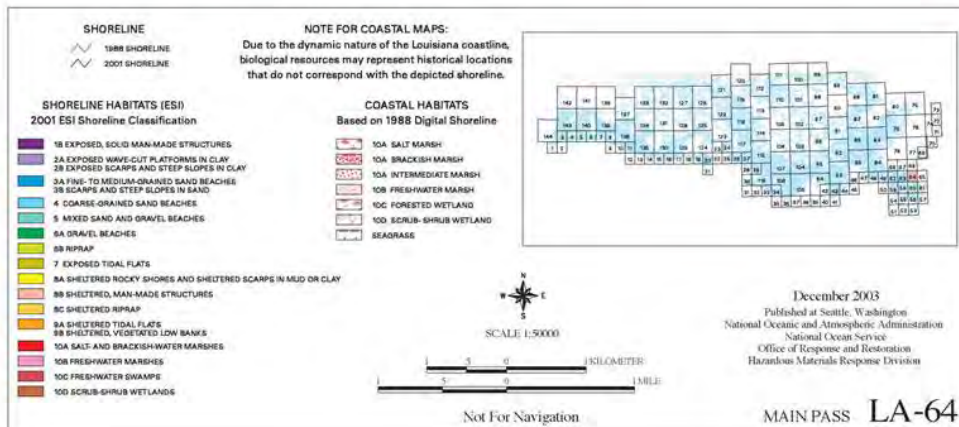 SHORELINE
1988 SHORELINE
2001 SHORELINE
NOTE FOR COASTAL MAPS:
Due to the dynamic nature of the Louisiana coastline,
biological resources may represent historical locations
that do not correspond with the depicted shoreline.
SHORELINE HABITATS (ESI)
2001 ESI Shoreline Classification
1B EXPOSED, SOLID MAN-MADE STRUCTURES
2A EXPOSED WAVE-CUT PLATFORMS IN CLAY
2B EXPOSED SCARPS AND STEEP SLOPES IN CLAY
3A FINE- TO MEDIUM-GRAINED SAND BEACHES
3B SCARPS AND STEEP SLOPES IN SAND
4 COARSE-GRAINED SAND BEACHES
5 MIXED SAND AND GRAVEL BEACHES
6A GRAVEL BEACHES
6B RIPRAP
7 EXPOSED TIDAL FLATS
8A SHELTERED ROCKY SHORES AND SHELTERED SCARPS IN MUD OR CLAY
8B SHELTERED, MAN-MADE STRUCTURES
8C SHELTERED RIPRAP
9A SHELTERED TIDAL FLATS
9B SHELTERED, VEGETATED LOW BANKS
10A SALT- AND BRACKISH-WATER MARSHES
10B FRESHWATER MARSHES
10C FRESHWATER SWAMPS
10D SCRUB-SHRUB WETLANDS
COASTAL HABITATS
Based on 1988 Digital Shoreline
10A SALT MARSH
10A BRACKISH MARSH
10A INTERMEDIATE MARSH
10B FRESHWATER MARSH
10C FORESTED WETLAND
10D SCRUB-SHRUB WETLAND
SEAGRASS
N
W E
S
SCALE 1:50000
1 .5 0 1 KILOMETER
1 .5 0 1 MILE
Not For Navigation
December 2003
Published at Seattle, Washington
National Oceanic and Atmospheric Administration
National Ocean Service
Office of Response and Restoration
Hazardous Materials Response Division
MAIN PASS LA-64